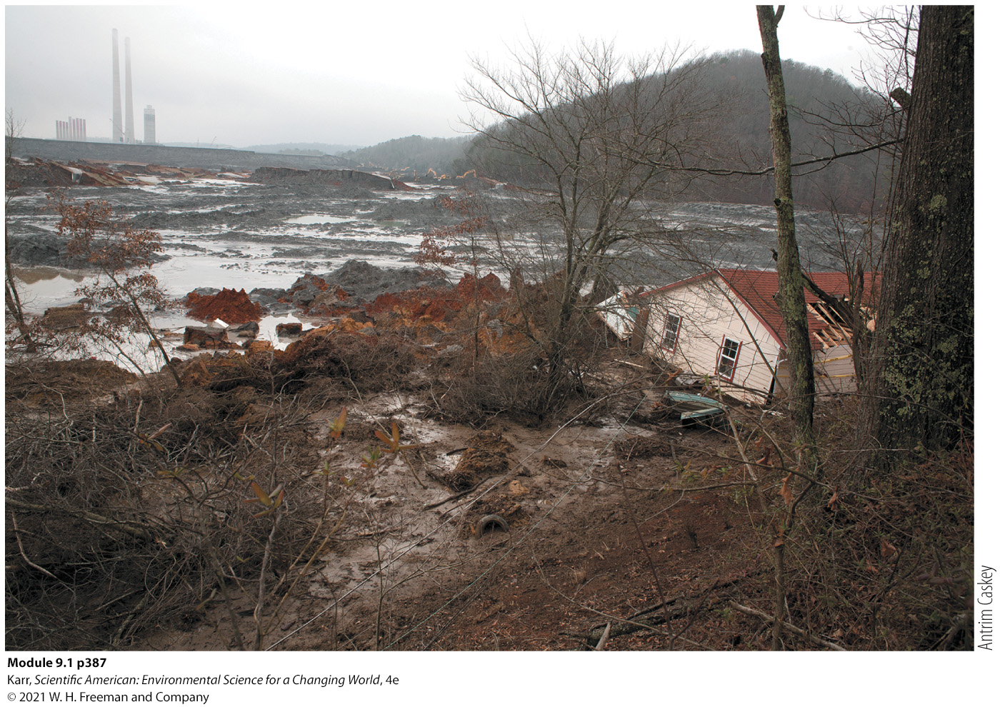 Antrim Caskey
Module 9.1 p387
Karr, Scientific American: Environmental Science for a Changing World, 4e
© 2021 W. H. Freeman and Company